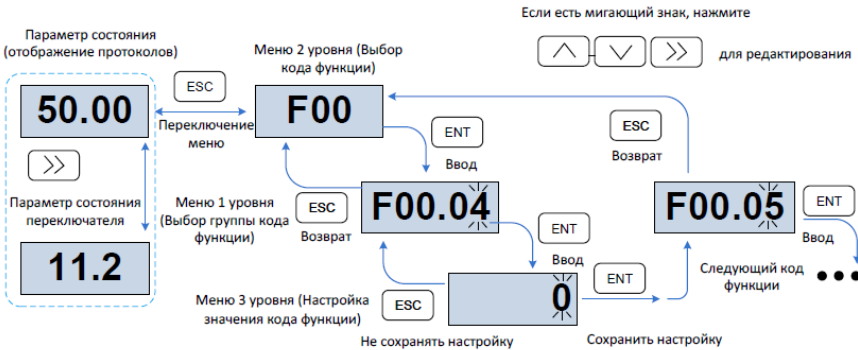 Если есть мигающий знак, нажмите
для редактирования
Параметр состояния
(отображение протоколов)
50.00
Параметр состояния
переключателя
11.2
ESC
Переключение
меню
Меню 2 уровня (Выбор
кода функции)
F00
ENT
Ввод
Меню 1 уровня
(Выбор группы кода
функции)
ESC
Возврат
F00.04
ENT
Ввод
Меню 3 уровня (Настройка
значения кода функции)
ESC
0
Не сохранять настройку
ENT
Сохранить настройку
ESC
Возврат
F00.05
ENT
Ввод
Следующий код
функции
•••